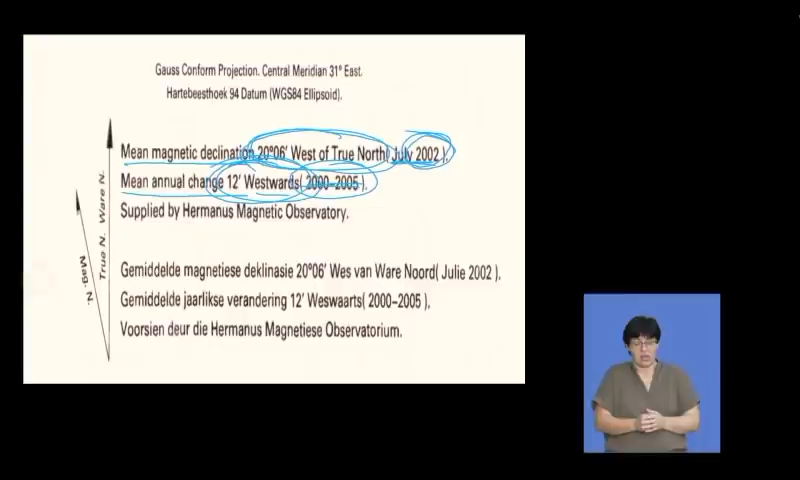 Gauss Conform Projection. Central Meridian 31° East.
Hartebeesthoek 94 Datum (WGS84 Ellipsoid).
Mean magnetic declination 20°06' West of True North( July 2002 ).
Mean annual change 12' Westwards( 2000–2005 ).
Supplied by Hermanus Magnetic Observatory.
Gemiddelde magnetiese deklinasie 20°06' Wes van Ware Noord( Julie 2002 ).
Gemiddelde jaarlikse verandering 12' Weswaarts( 2000–2005 ).
Voorsien deur die Hermanus Magnetiese Observatorium.
True N. Ware N.
Mag. N.